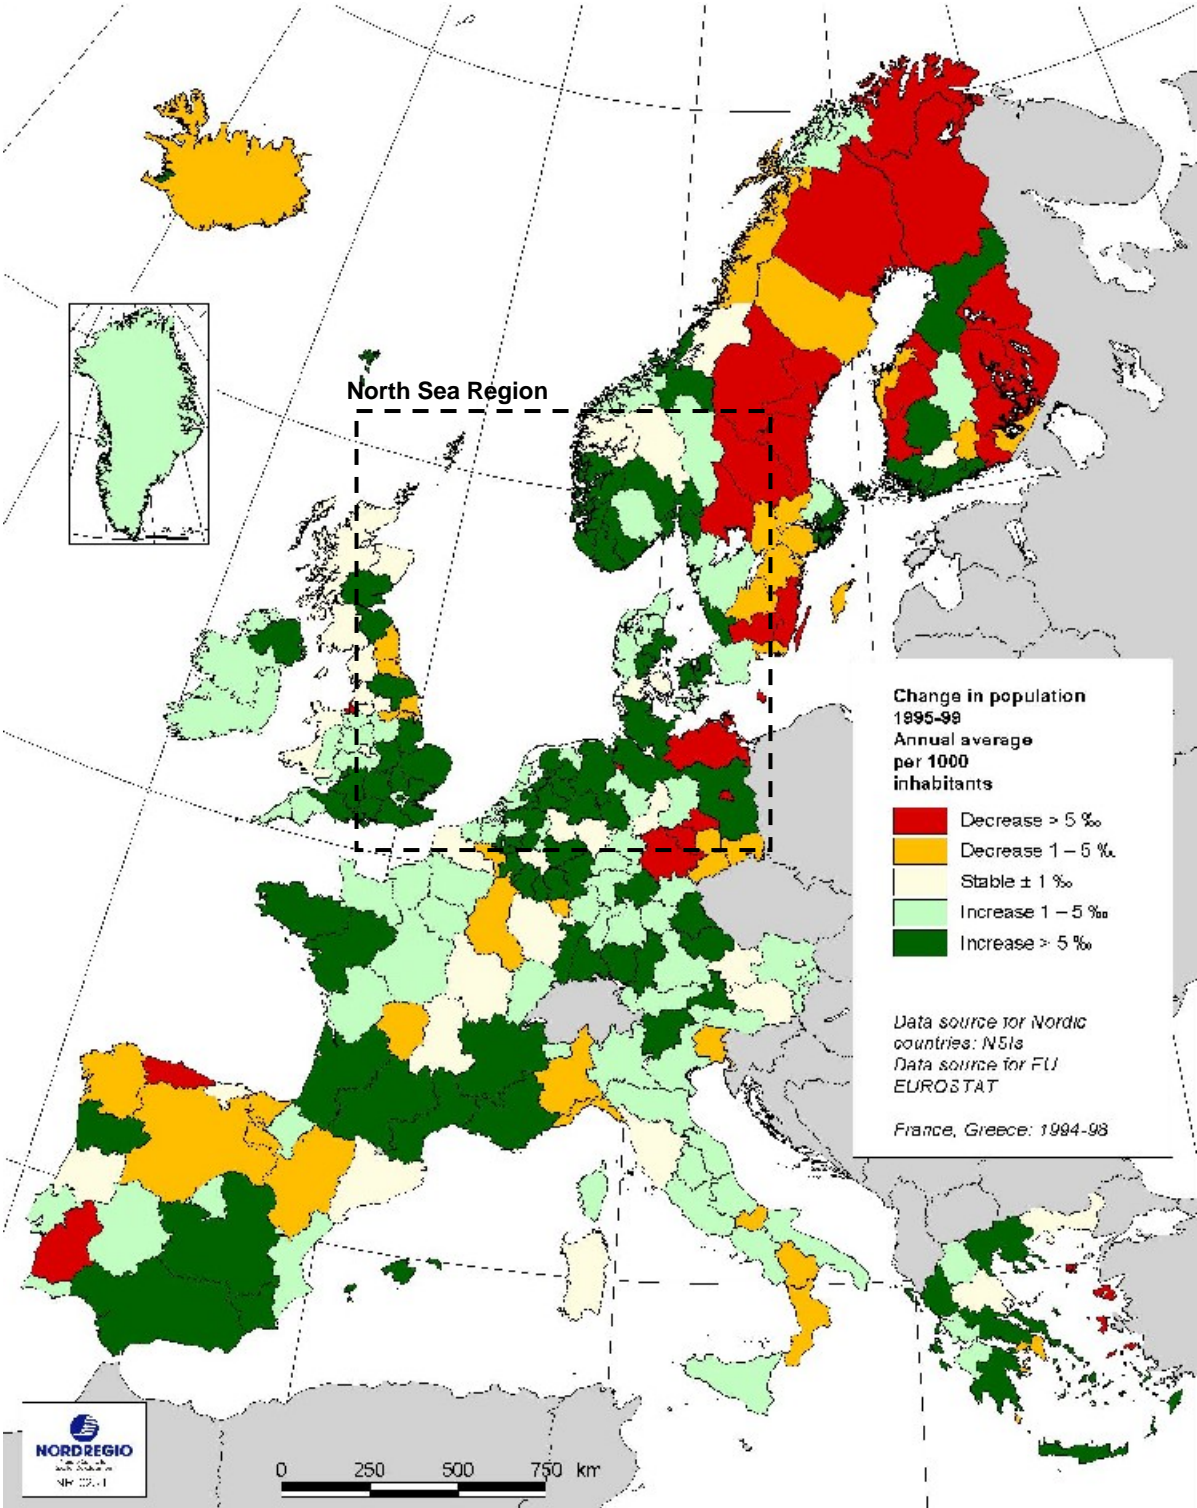 North Sea Region
Change in population
1995-99
Annual average
per 1000
inhabitants
Decrease > 5 ‰
Decrease 1 – 5 ‰
Stable ± 1 ‰
Increase 1 – 5 ‰
Increase > 5 ‰
Data source for Nordic
countries: NSIs
Data source for EU
EUROSTAT
France, Greece: 1994-98
NORDREGIO
0 250 500 750 km